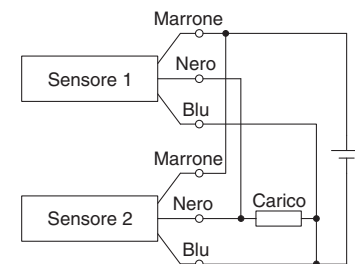 Marrone
Nero
Sensore 1
Blu
Marrone
Nero
Carico
Sensore 2
Blu